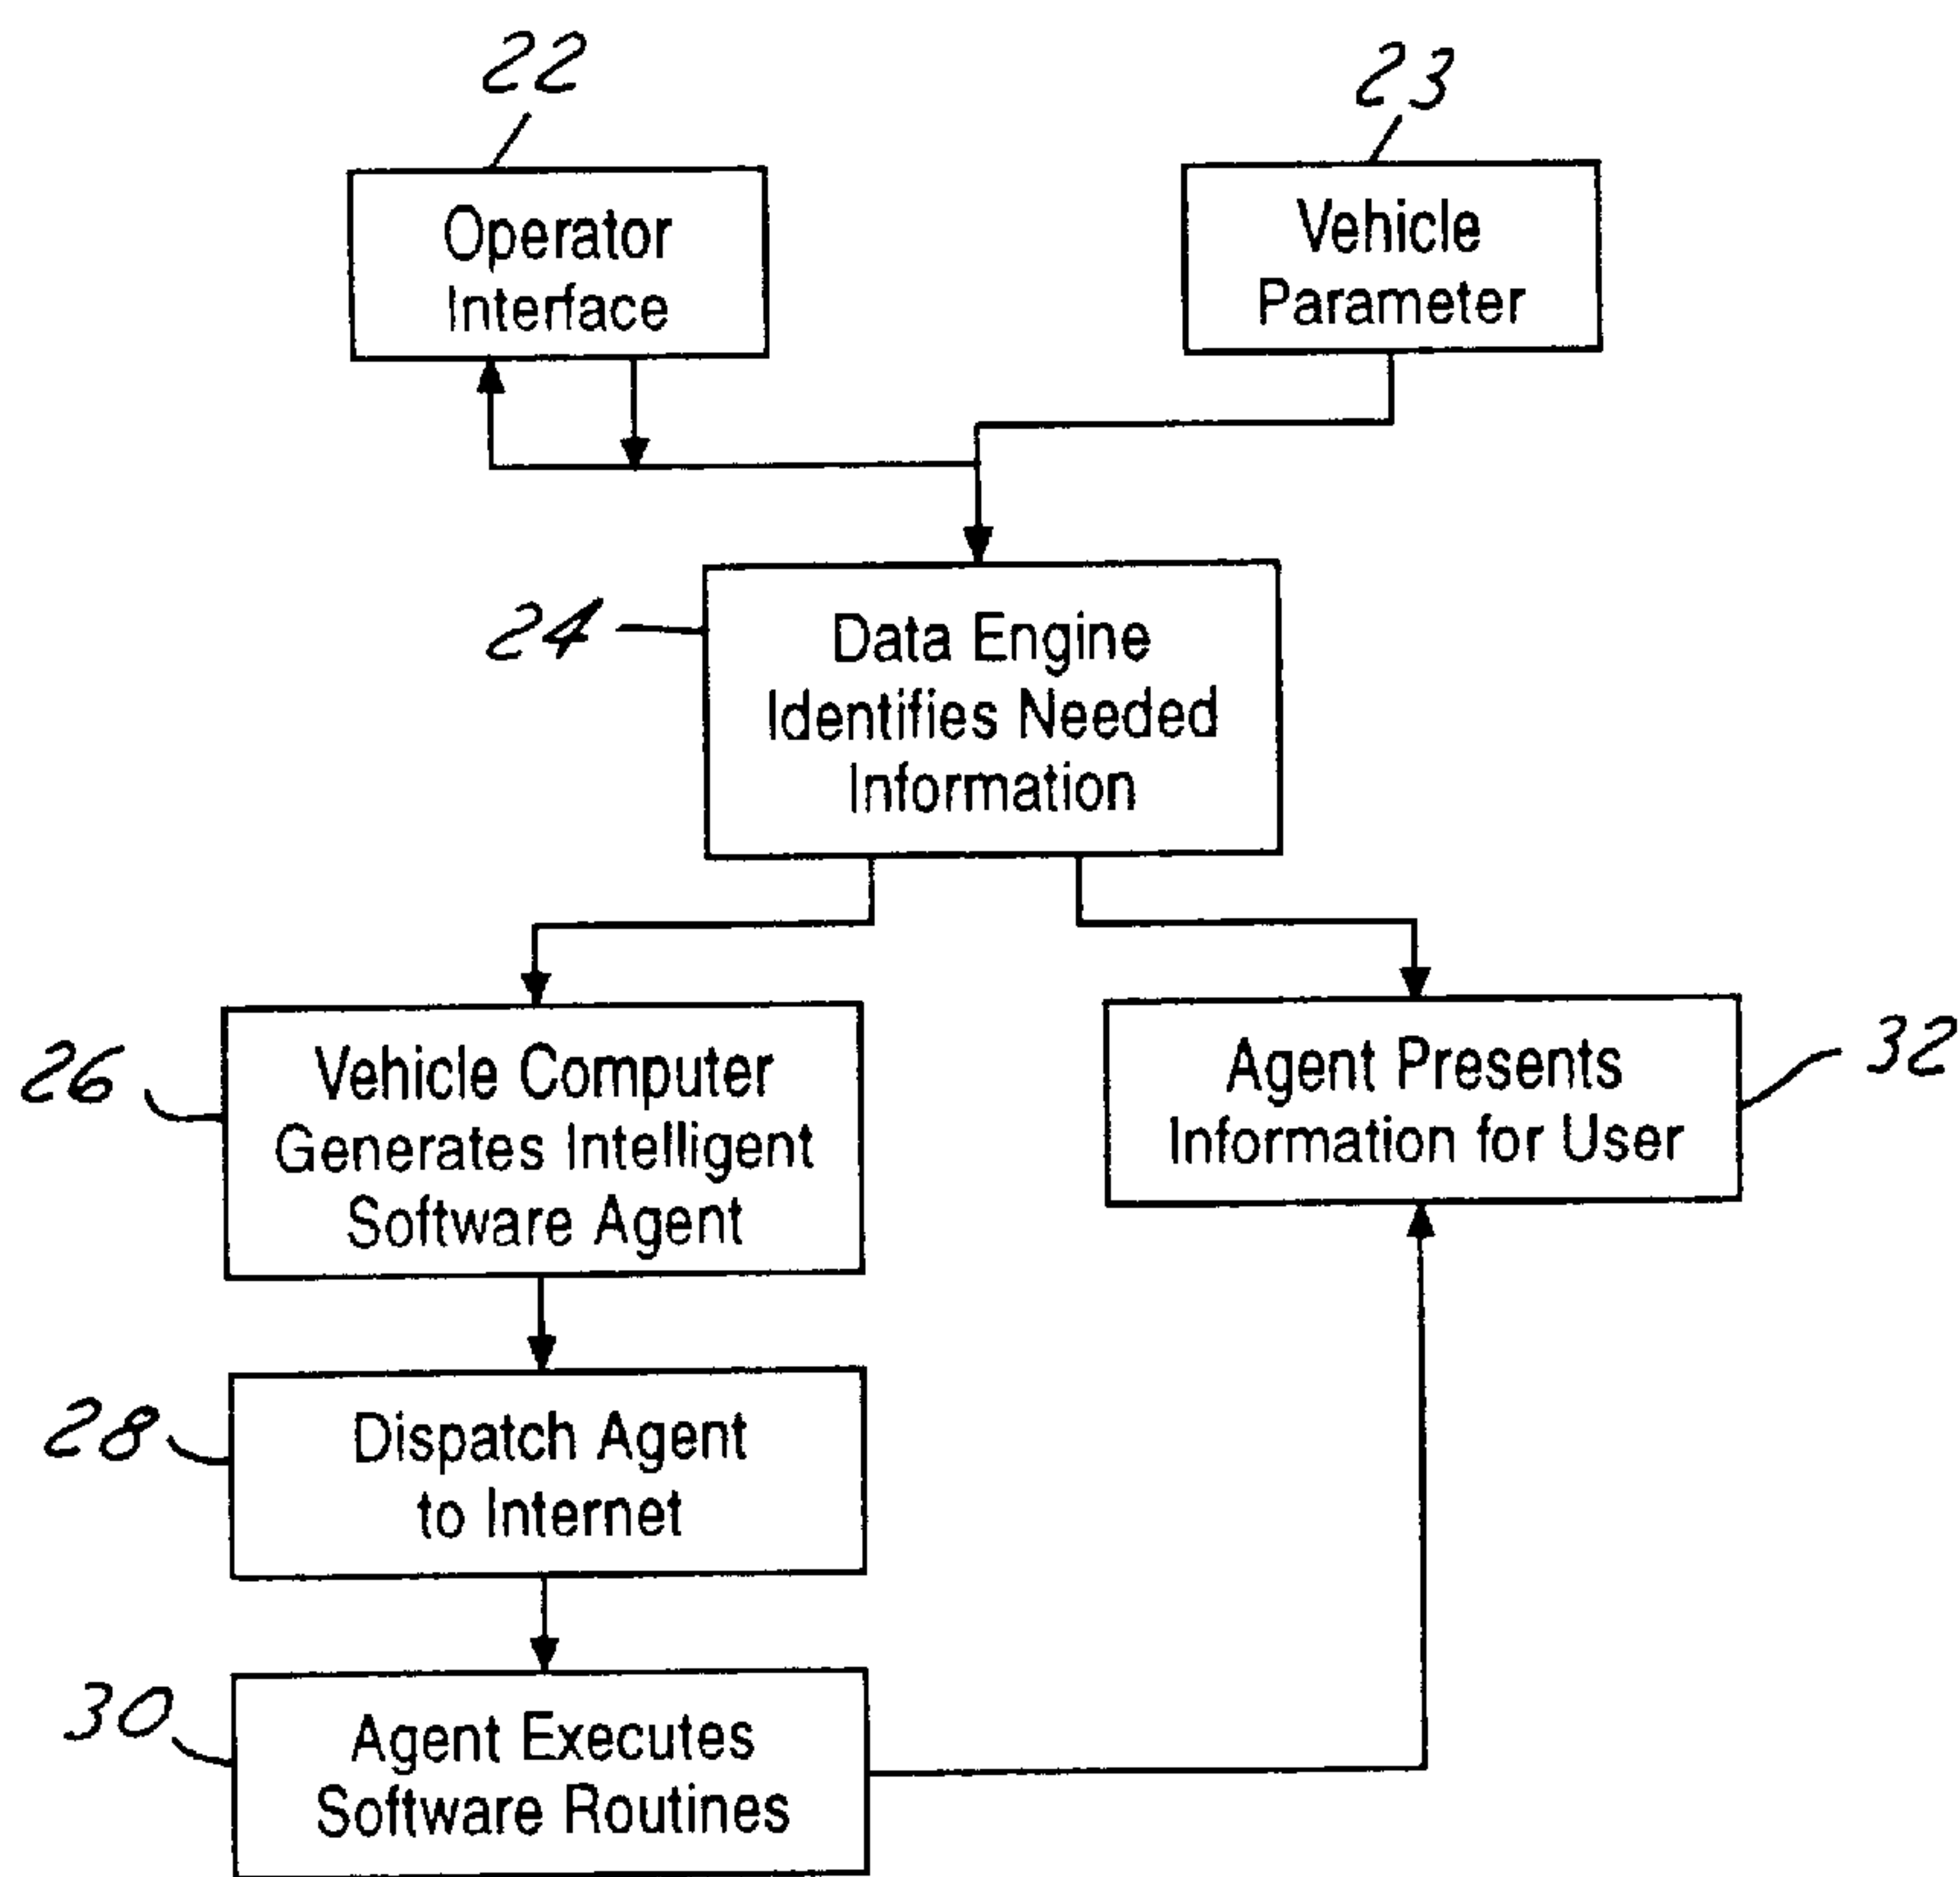 22
23
Operator
Interface
Vehicle
Parameter
24
Data Engine
Identifies Needed
Information
26
Vehicle Computer
Generates Intelligent
Software Agent
Agent Presents
Information for User
32
28
Dispatch Agent
to Internet
30
Agent Executes
Software Routines